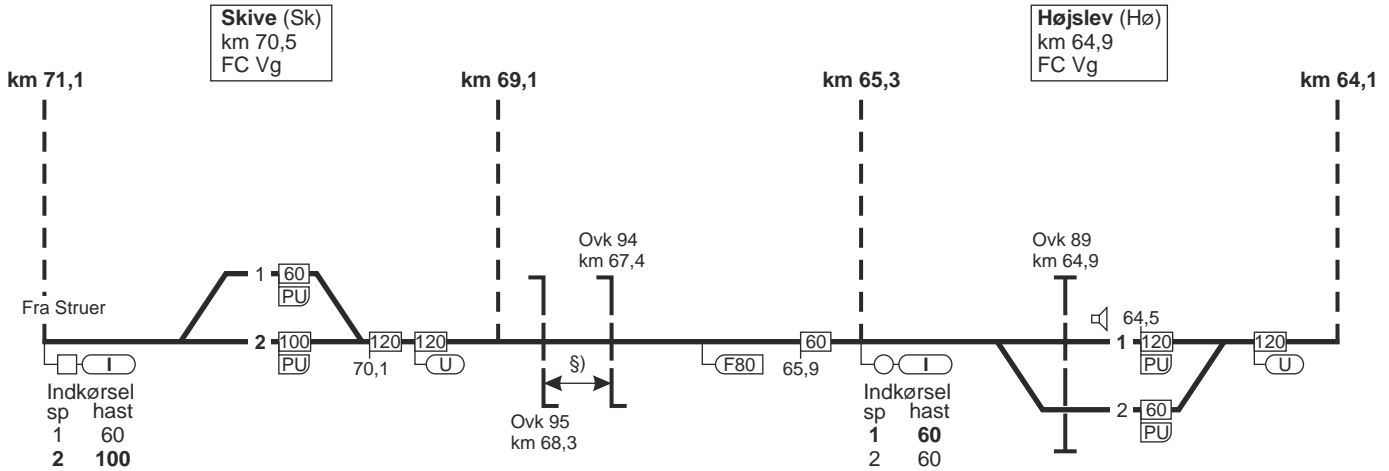 Skive (Sk)
km 70,5
FC Vg
Højslev (Hø)
km 64,9
FC Vg
km 71,1
km 69,1
km 65,3
km 64,1
Ovk 94
km 67,4
Ovk 89
km 64,9
1 60
PU
Fra Struer
64,5
2 100 120 120
PU 70,1 U
§)
F80
60
65,9
1 120 120
PU U
I
Indkørsel
sp hast
1 60
2 100
Ovk 95
km 68,3
I
Indkørsel
sp hast
1 60
2 60
2 60
PU